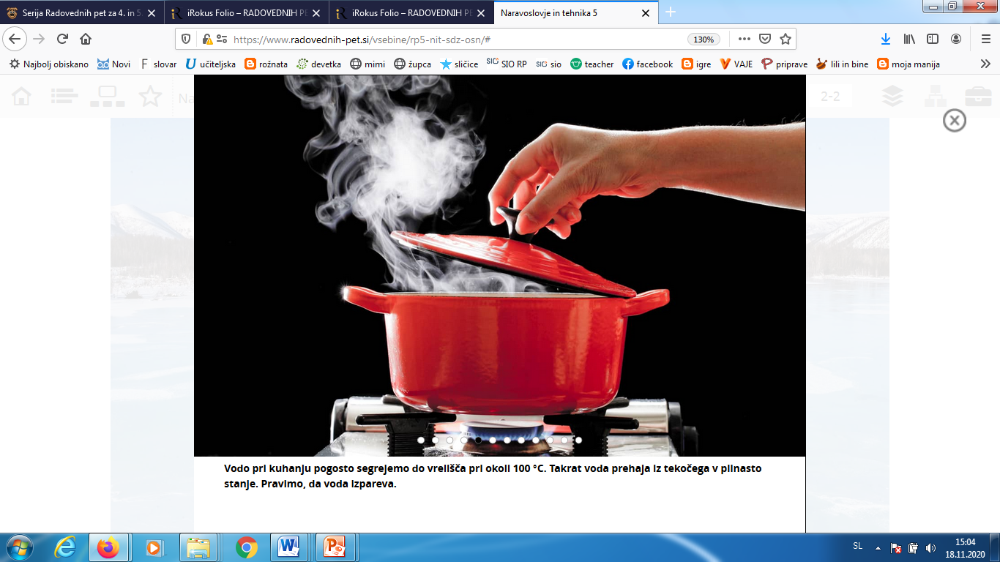 Serija Radovednih pet za 4. in 5.
iRokus Folio – RADOVEDNIH PE
iRokus Folio – RADOVEDNIH PE
Naravoslovje in tehnika 5
https://www.radovednih-pet.si/vsebine/rp5-nit-sdz-osn/#
130%
Najbolj obiskano
Novi
slovar
učiteljska
rožnata
devetka
mimi
župca
sličice
SIO RP
sio
teacher
facebook
igre
VAJE
priprave
lili in bine
moja manija
Na
2-2
Vodo pri kuhanju pogosto segrejemo do vrelišča pri okoli 100 °C. Takrat voda prehaja iz tekočega v plinasto
stanje. Pravimo, da voda izpareva.
SL
15:04
18.11.2020